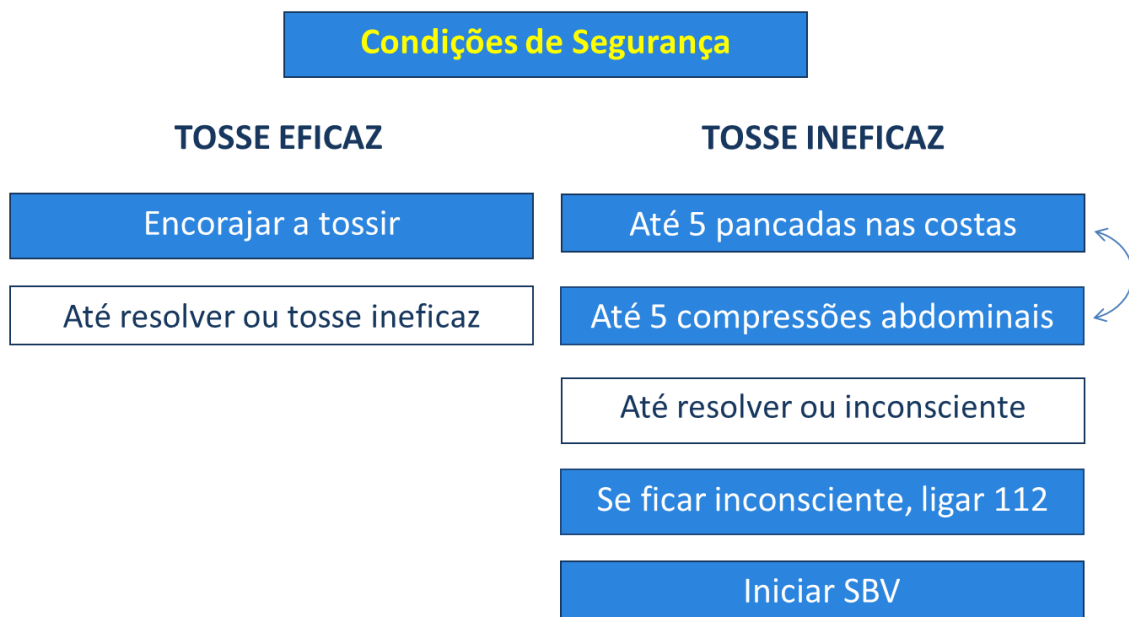 Condições de Segurança
TOSSE EFICAZ
Encorajar a tossir
Até resolver ou tosse ineficaz
TOSSE INEFICAZ
Até 5 pancadas nas costas
Até 5 compressões abdominais
Até resolver ou inconsciente
Se ficar inconsciente, ligar 112
Iniciar SBV